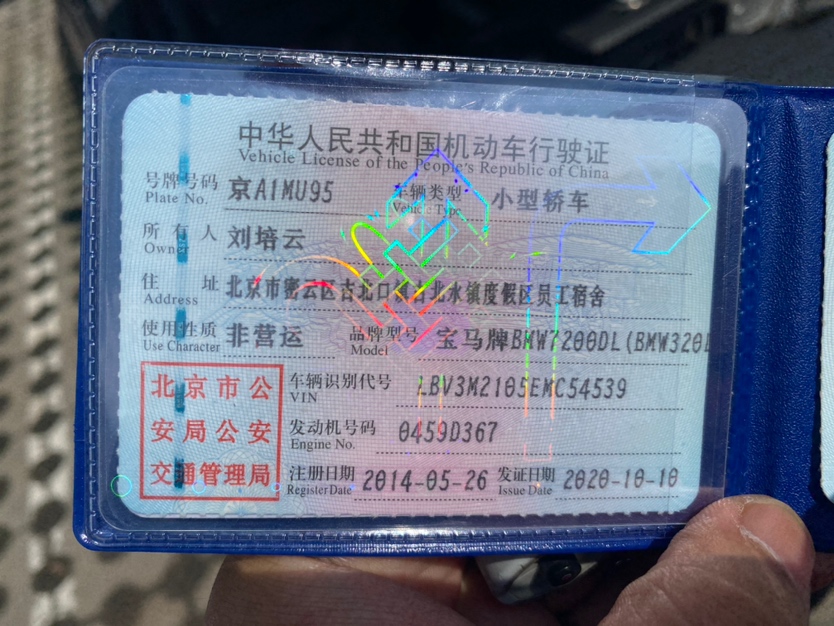 中华人民共和国机动车行驶证
Vehicle License of the People's Republic of China
号牌号码 京A1MU95 车辆类型 小型轿车
Plate No. Vehicle Type
所有人 刘培云
Owner
住址 北京市密云区古北口镇古北水镇度假区员工宿舍
Address
使用性质 非营运 品牌型号 宝马牌BMW7200DL(BMW320L
Use Character Model
北京市公 车辆识别代号 LBV3M2105EMC54539
VIN
安局公安 发动机号码 0459D367
Engine No.
交通管理局 注册日期 2014-05-26 发证日期 2020-10-10
Register Date Issue Date